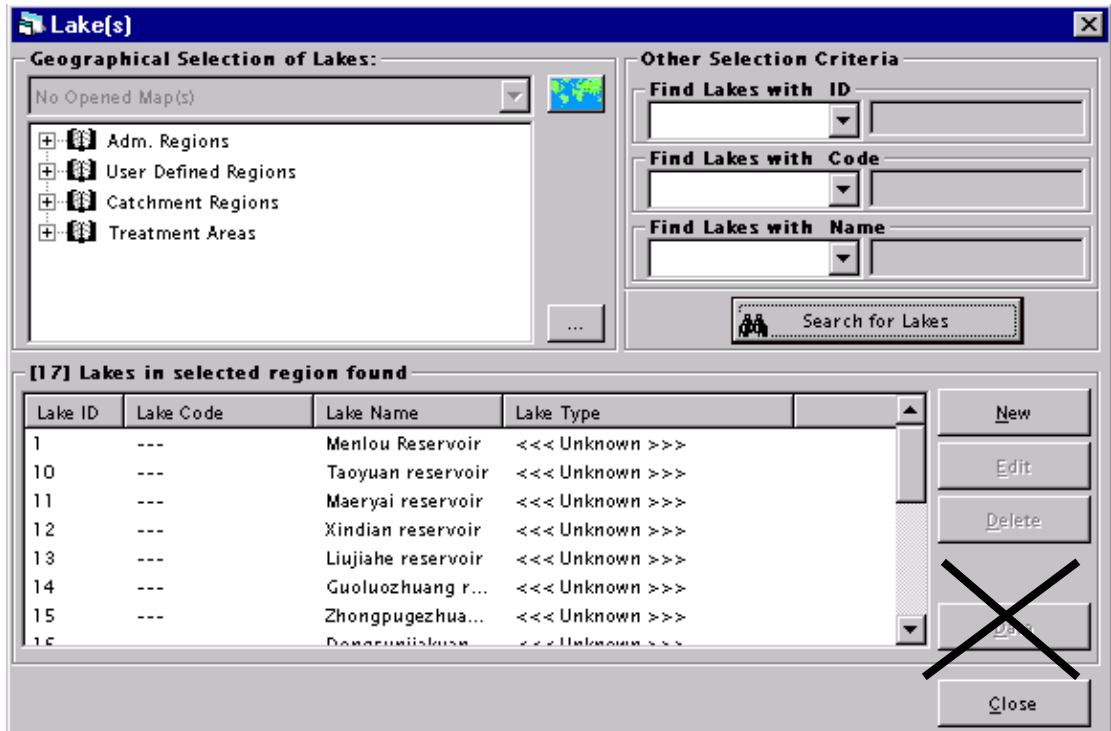 Lake(s)
Geographical Selection of Lakes:
No Opened Map(s)
Adm. Regions
User Defined Regions
Catchment Regions
Treatment Areas
...
Other Selection Criteria
Find Lakes with ID
Find Lakes with Code
Find Lakes with Name
Search for Lakes
[17] Lakes in selected region found
Lake ID Lake Code Lake Name Lake Type
1 --- Menlou Reservoir <<< Unknown >>>
10 --- Taoyuan reservoir <<< Unknown >>>
11 --- Maeryai reservoir <<< Unknown >>>
12 --- Xindian reservoir <<< Unknown >>>
13 --- Liujiahe reservoir <<< Unknown >>>
14 --- Guoluozhuang r... <<< Unknown >>>
15 --- Zhongpugezhua... <<< Unknown >>>
16 <<< Unknown >>>
New
Edit
Delete
Close